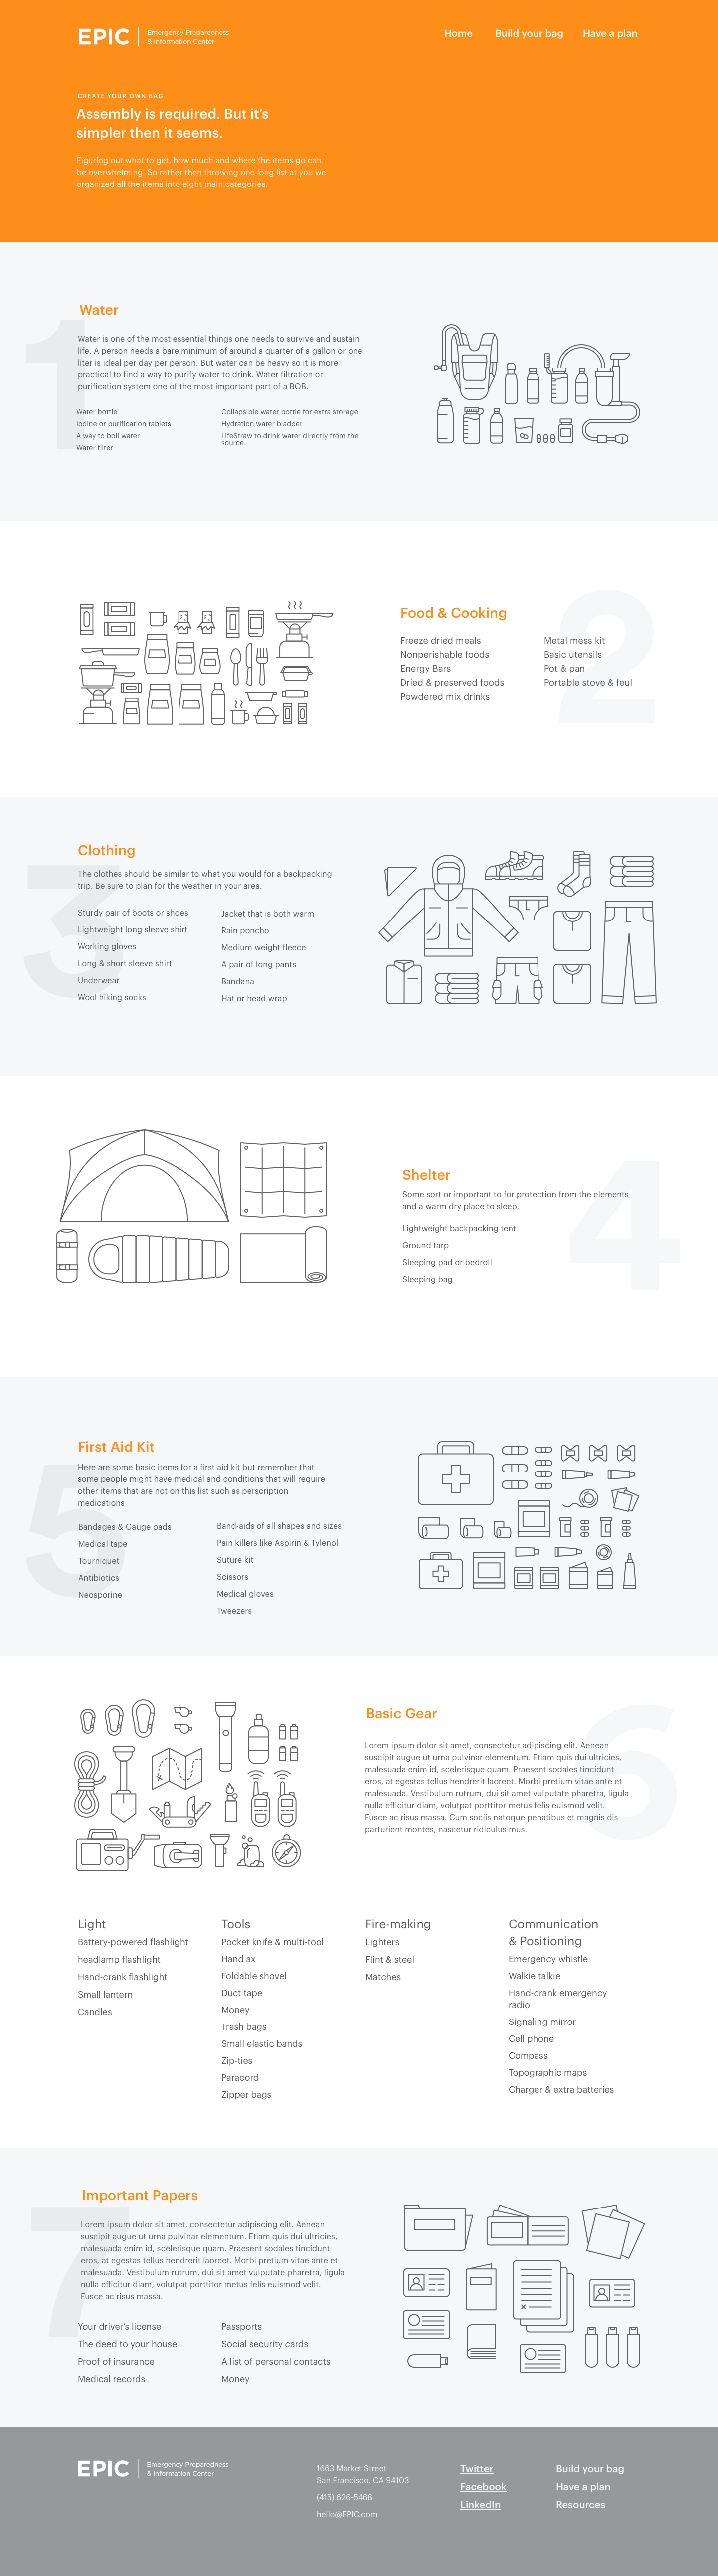 EPIC
Emergency Preparedness
& Information Center
Home
Build your bag
Have a plan
CREATE YOUR OWN BAG
Assembly is required. But it's
simpler then it seems.
Figuring out what to get, how much and where the items go can
be overwhelming. So rather then throwing one long list at you we
organized all the items into eight main categories.
1
Water
Water is one of the most essential things one needs to survive and sustain
life. A person needs a bare minimum of around a quarter of a gallon or one
liter is ideal per day per person. But water can be heavy so it is more
practical to find a way to purify water to drink. Water filtration or
purification system one of the most important part of a BOB.
Water bottle
Iodine or purification tablets
A way to boil water
Water filter
Collapsible water bottle for extra storage
Hydration water bladder
LifeStraw to drink water directly from the
source.
2
Food & Cooking
Freeze dried meals
Nonperishable foods
Energy Bars
Dried & preserved foods
Powdered mix drinks
Metal mess kit
Basic utensils
Pot & pan
Portable stove & feul
3
Clothing
The clothes should be similar to what you would for a backpacking
trip. Be sure to plan for the weather in your area.
Sturdy pair of boots or shoes
Lightweight long sleeve shirt
Working gloves
Long & short sleeve shirt
Underwear
Wool hiking socks
Jacket that is both warm
Rain poncho
Medium weight fleece
A pair of long pants
Bandana
Hat or head wrap
4
Shelter
Some sort or important to for protection from the elements
and a warm dry place to sleep.
Lightweight backpacking tent
Ground tarp
Sleeping pad or bedroll
Sleeping bag
5
First Aid Kit
Here are some basic items for a first aid kit but remember that
some people might have medical and conditions that will require
other items that are not on this list such as perscription
medications
Bandages & Gauge pads
Medical tape
Tourniquet
Antibiotics
Neosporine
Band-aids of all shapes and sizes
Pain killers like Aspirin & Tylenol
Suture kit
Scissors
Medical gloves
Tweezers
6
Basic Gear
Lorem ipsum dolor sit amet, consectetur adipiscing elit. Aenean
suscipit augue ut urna pulvinar elementum. Etiam quis dui ultricies,
malesuada enim id, scelerisque quam. Praesent sodales tincidunt
eros, at egestas tellus hendrerit laoreet. Morbi pretium vitae ante et
malesuada. Vestibulum rutrum, dui sit amet vulputate pharetra, ligula
nulla efficitur diam, volutpat porttitor metus felis euismod velit.
Fusce ac risus massa. Cum sociis natoque penatibus et magnis dis
parturient montes, nascetur ridiculus mus.
Light
Battery-powered flashlight
headlamp flashlight
Hand-crank flashlight
Small lantern
Candles
Tools
Pocket knife & multi-tool
Hand ax
Foldable shovel
Duct tape
Money
Trash bags
Small elastic bands
Zip-ties
Paracord
Zipper bags
Fire-making
Lighters
Flint & steel
Matches
Communication
& Positioning
Emergency whistle
Walkie talkie
Hand-crank emergency
radio
Signaling mirror
Cell phone
Compass
Topographic maps
Charger & extra batteries
7
Important Papers
Lorem ipsum dolor sit amet, consectetur adipiscing elit. Aenean
suscipit augue ut urna pulvinar elementum. Etiam quis dui ultricies,
malesuada enim id, scelerisque quam. Praesent sodales tincidunt
eros, at egestas tellus hendrerit laoreet. Morbi pretium vitae ante et
malesuada. Vestibulum rutrum, dui sit amet vulputate pharetra, ligula
nulla efficitur diam, volutpat porttitor metus felis euismod velit.
Fusce ac risus massa.
Your driver's license
The deed to your house
Proof of insurance
Medical records
Passports
Social security cards
A list of personal contacts
Money
EPIC
Emergency Preparedness
& Information Center
1663 Market Street
San Francisco, CA 94103
(415) 626-5468
hello@EPIC.com
Twitter
Facebook
LinkedIn
Build your bag
Have a plan
Resources